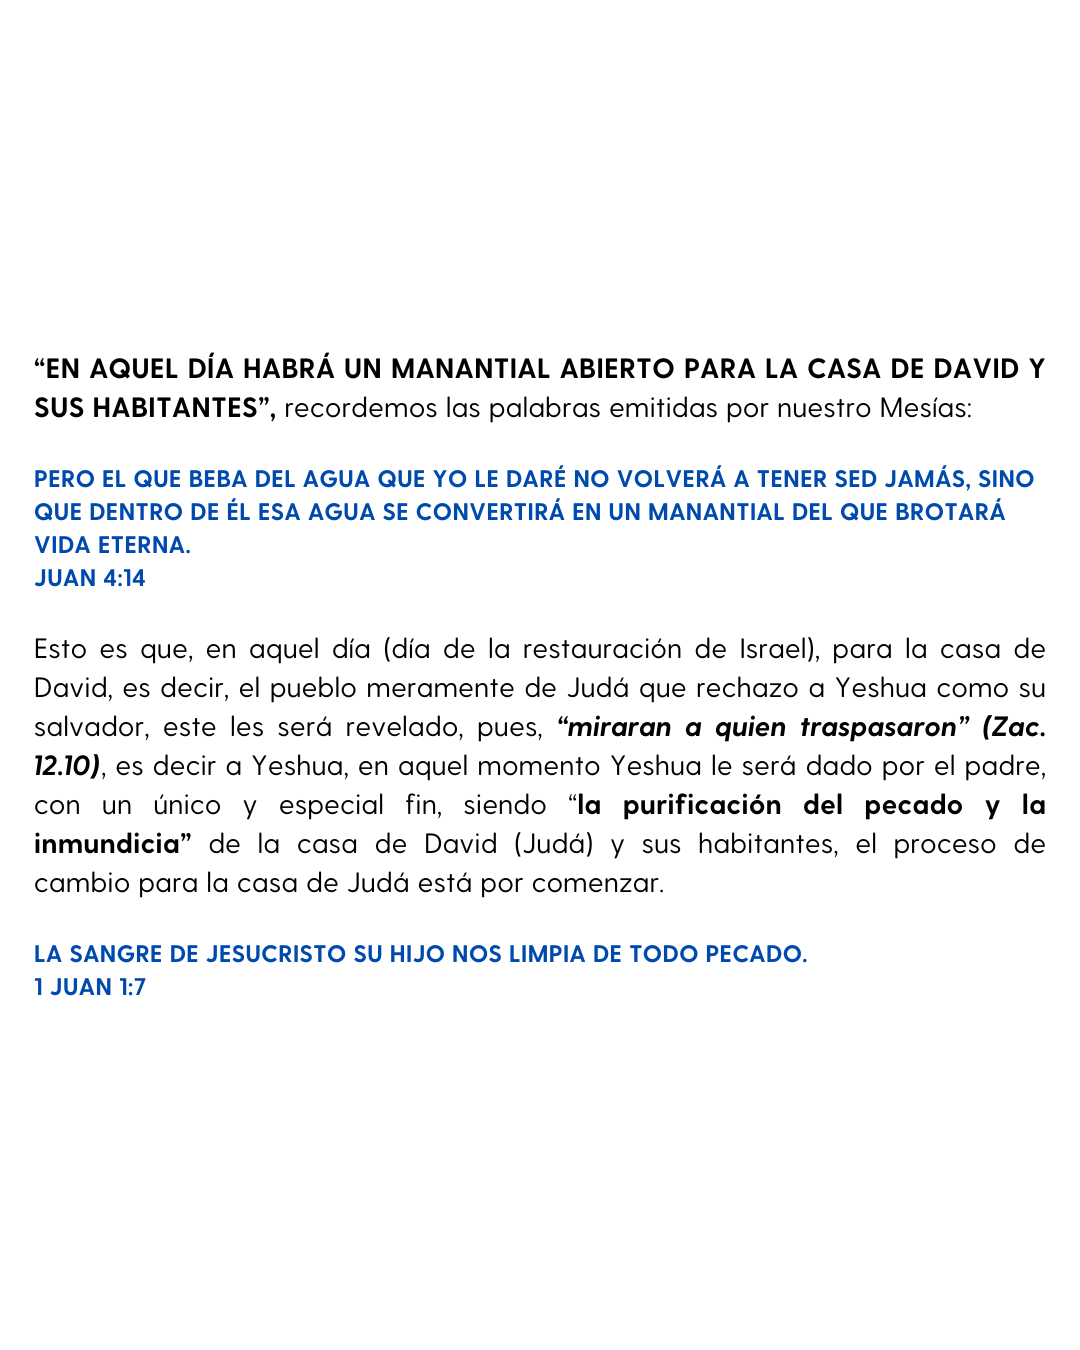 “EN AQUEL DÍA HABRÁ UN MANANTIAL ABIERTO PARA LA CASA DE DAVID Y
SUS HABITANTES”, recordemos las palabras emitidas por nuestro Mesías:
PERO EL QUE BEBA DEL AGUA QUE YO LE DARÉ NO VOLVERÁ A TENER SED JAMÁS, SINO
QUE DENTRO DE ÉL ESA AGUA SE CONVERTIRÁ EN UN MANANTIAL DEL QUE BROTARÁ
VIDA ETERNA.
JUAN 4:14
Esto es que, en aquel día (día de la restauración de Israel), para la casa de
David, es decir, el pueblo meramente de Judá que rechazo a Yeshua como su
salvador, este les será revelado, pues, “miraran a quien traspasaron” (Zac.
12.10), es decir a Yeshua, en aquel momento Yeshua le será dado por el padre,
con un único y especial fin, siendo “la purificación del pecado y la
inmundicia” de la casa de David (Judá) y sus habitantes, el proceso de
cambio para la casa de Judá está por comenzar.
LA SANGRE DE JESUCRISTO SU HIJO NOS LIMPIA DE TODO PECADO.
1 JUAN 1:7